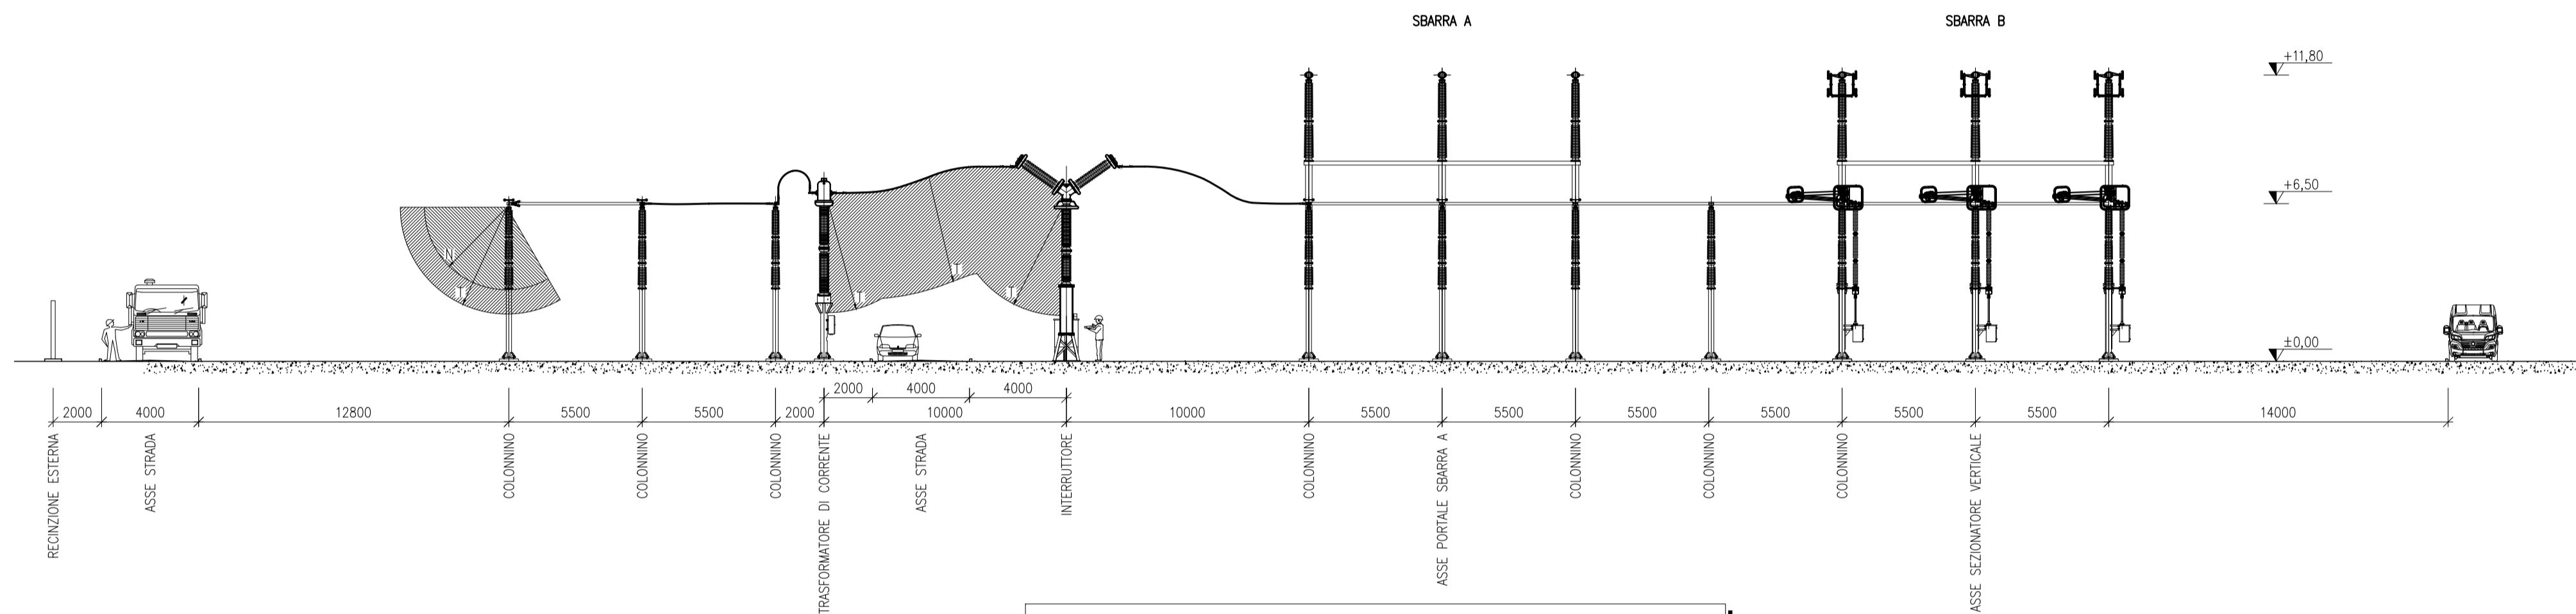 SBARRA A
SBARRA B
+11,80
+6,50
±0,00
N
T
T
T
T
2000
4000
4000
2000
4000
12800
5500
5500
2000
10000
10000
5500
5500
5500
5500
5500
5500
14000
RECINZIONE ESTERNA
ASSE STRADA
COLONNINO
COLONNINO
COLONNINO
TRASFORMATORE DI CORRENTE
ASSE STRADA
INTERRUTTORE
COLONNINO
ASSE PORTALE SBARRA A
COLONNINO
COLONNINO
COLONNINO
ASSE SEZIONATORE VERTICALE